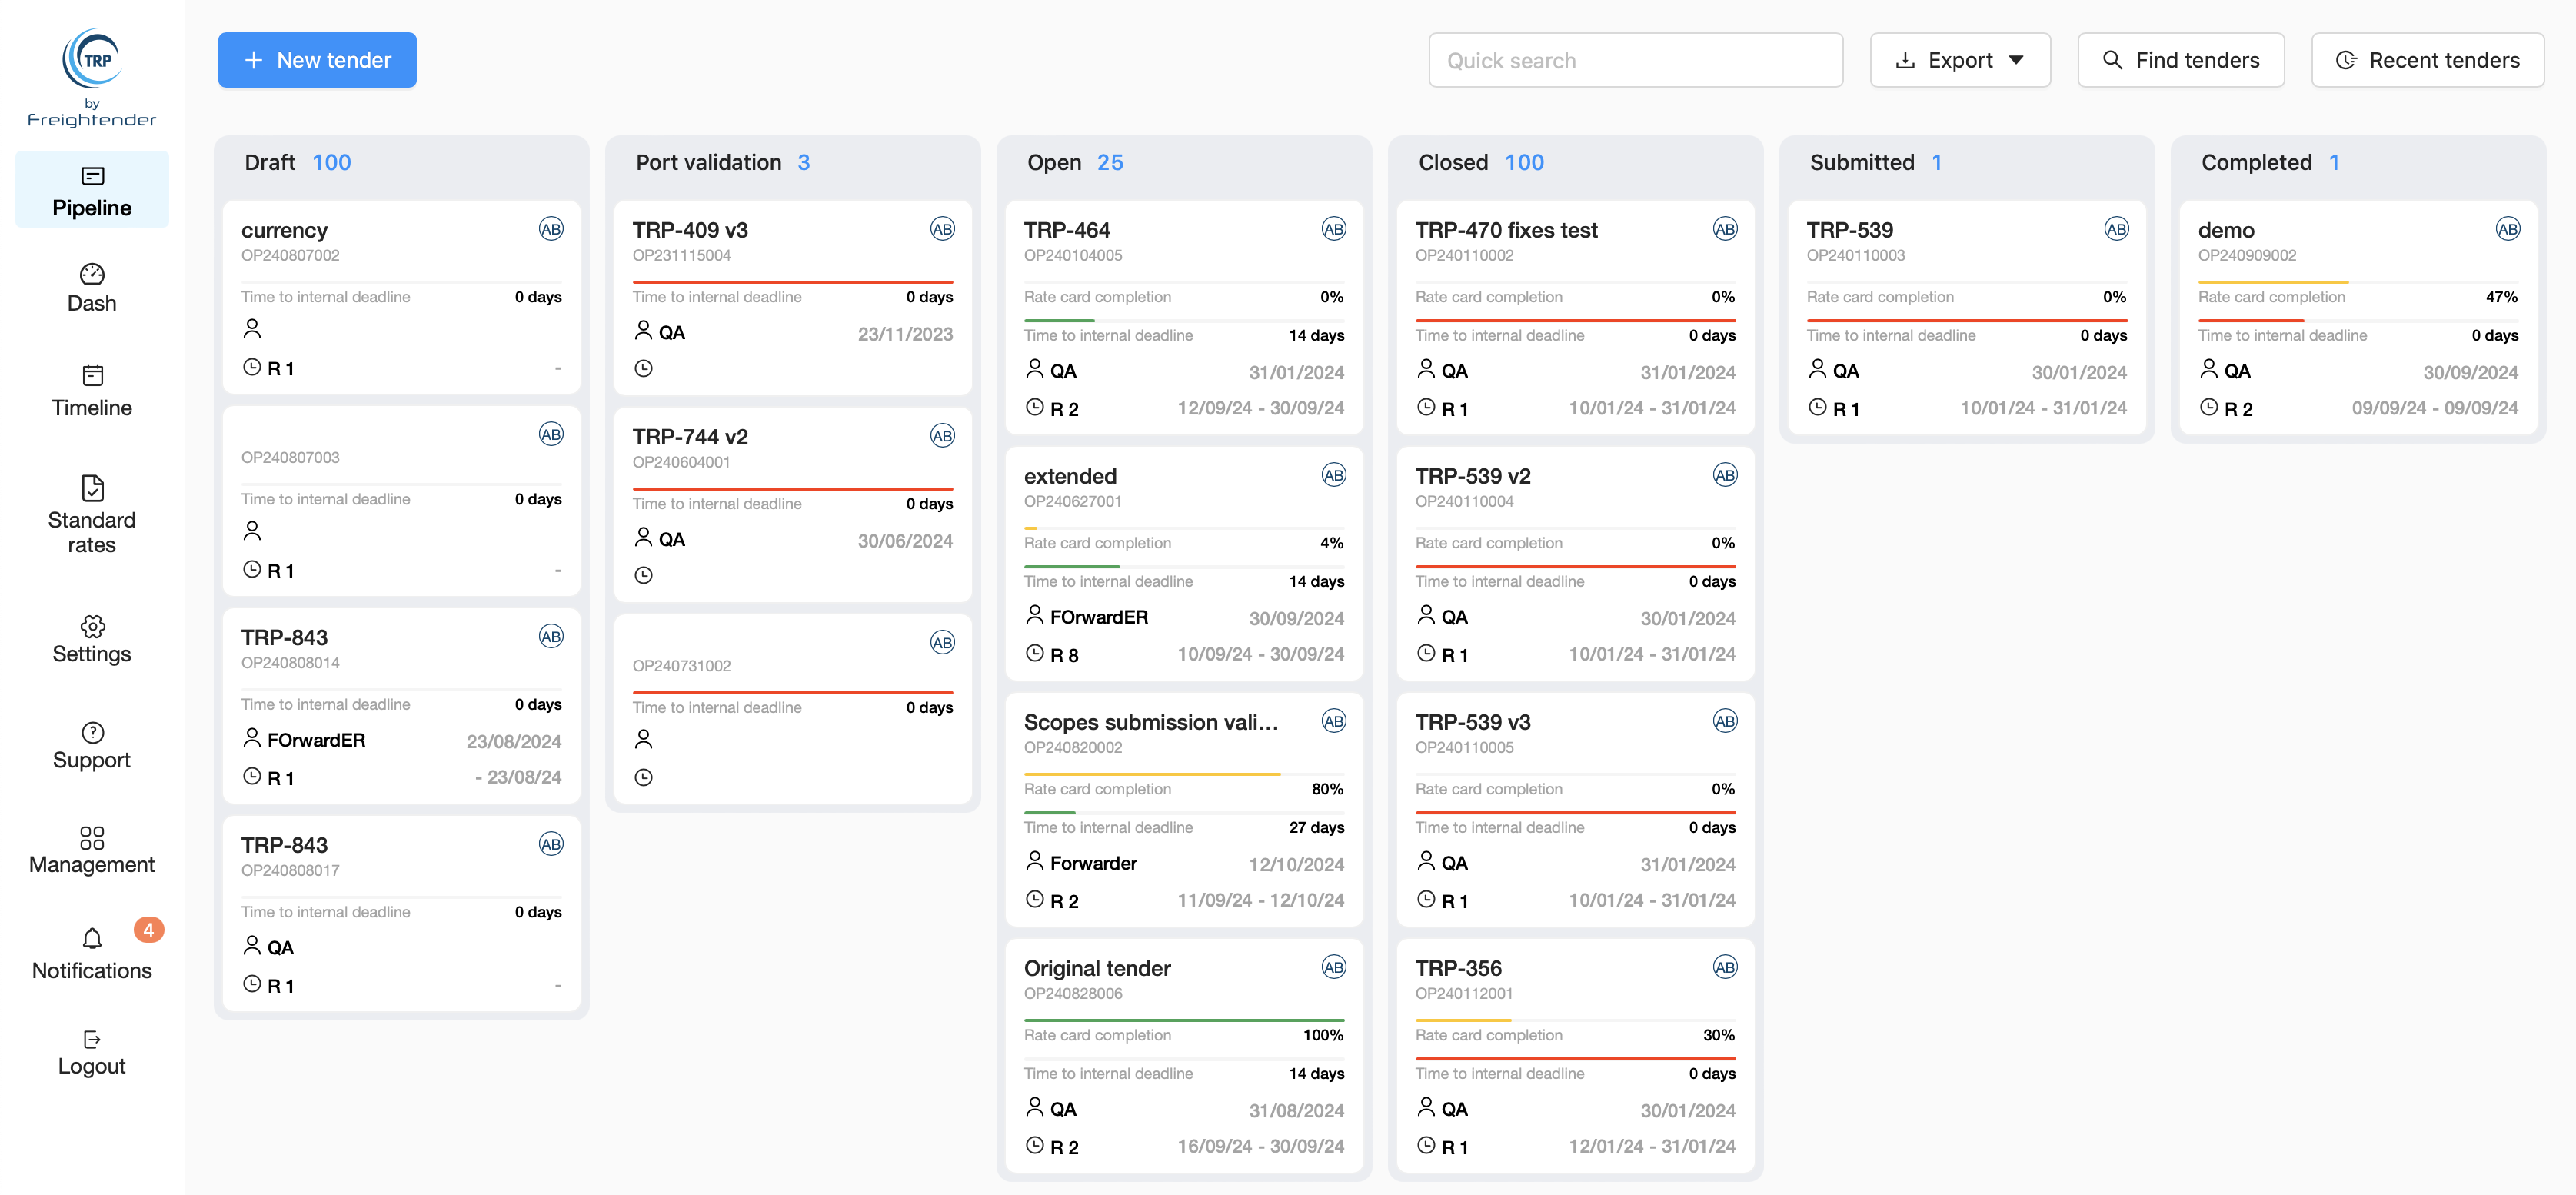 TRP
by
Freightender
Pipeline
Dash
Timeline
Standard
rates
Settings
Support
Management
4
Notifications
Logout
+ New tender
Quick search
Export
Find tenders
Recent tenders
Draft 100
currency AB
OP240807002
Time to internal deadline 0 days
R 1 -
AB
OP240807003
Time to internal deadline 0 days
R 1 -
TRP-843 AB
OP240808014
Time to internal deadline 0 days
FOrwardER 23/08/2024
R 1 - 23/08/24
TRP-843 AB
OP240808017
Time to internal deadline 0 days
QA
R 1 -
Port validation 3
TRP-409 v3 AB
OP231115004
Time to internal deadline 0 days
QA 23/11/2023
TRP-744 v2 AB
OP240604001
Time to internal deadline 0 days
QA 30/06/2024
AB
OP240731002
Time to internal deadline 0 days
Open 25
TRP-464 AB
OP240104005
Rate card completion 0%
Time to internal deadline 14 days
QA 31/01/2024
R 2 12/09/24 - 30/09/24
extended AB
OP240627001
Rate card completion 4%
Time to internal deadline 14 days
FOrwardER 30/09/2024
R 8 10/09/24 - 30/09/24
Scopes submission vali... AB
OP240820002
Rate card completion 80%
Time to internal deadline 27 days
Forwarder 12/10/2024
R 2 11/09/24 - 12/10/24
Original tender AB
OP240828006
Rate card completion 100%
Time to internal deadline 14 days
QA 31/08/2024
R 2 16/09/24 - 30/09/24
Closed 100
TRP-470 fixes test AB
OP240110002
Rate card completion 0%
Time to internal deadline 0 days
QA 31/01/2024
R 1 10/01/24 - 31/01/24
TRP-539 v2 AB
OP240110004
Rate card completion 0%
Time to internal deadline 0 days
QA 30/01/2024
R 1 10/01/24 - 31/01/24
TRP-539 v3 AB
OP240110005
Rate card completion 0%
Time to internal deadline 0 days
QA 31/01/2024
R 1 10/01/24 - 31/01/24
TRP-356 AB
OP240112001
Rate card completion 30%
Time to internal deadline 0 days
QA 30/01/2024
R 1 12/01/24 - 31/01/24
Submitted 1
TRP-539 AB
OP240110003
Rate card completion 0%
Time to internal deadline 0 days
QA 30/01/2024
R 1 10/01/24 - 31/01/24
Completed 1
demo AB
OP240909002
Rate card completion 47%
Time to internal deadline 0 days
QA 30/09/2024
R 2 09/09/24 - 09/09/24